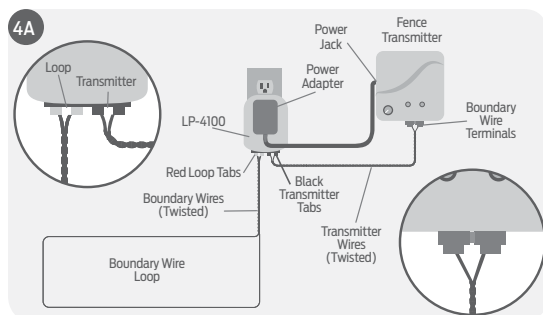 4A
Loop
Transmitter
LP-4100
Power
Jack
Power
Adapter
Fence
Transmitter
Boundary
Wire
Terminals
Red Loop Tabs
Black
Transmitter
Tabs
Boundary Wires
(Twisted)
Transmitter
Wires
(Twisted)
Boundary Wire
Loop